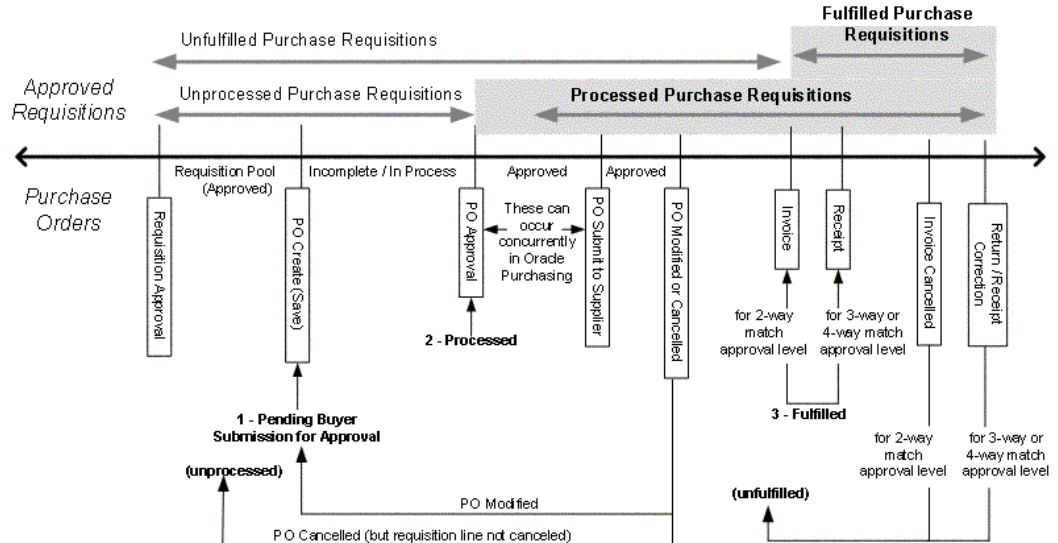 Fulfilled Purchase
Requisitions
Unfulfilled Purchase Requisitions
Approved
Requisitions
Unprocessed Purchase Requisitions
Processed Purchase Requisitions
Purchase
Orders
Requisition Pool
(Approved)
Incomplete / In Process
Approved
Approved
Requisition Approval
PO Create (Save)
PO Approval
These can
occur
concurrently
in Oracle
Purchasing
PO Submit to Supplier
PO Modified or Cancelled
Invoice
Receipt
Invoice Cancelled
Return /Receipt
Correction
2 - Processed
for 2-way
match
approval level
for 3-way or
4-way match
approval level
3 - Fulfilled
1 - Pending Buyer
Submission for Approval
(unprocessed)
for 2-way
match
approval level
for 3-way or
4-way match
approval level
(unfulfilled)
PO Modified
PO Cancelled (but requisition line not canceled)